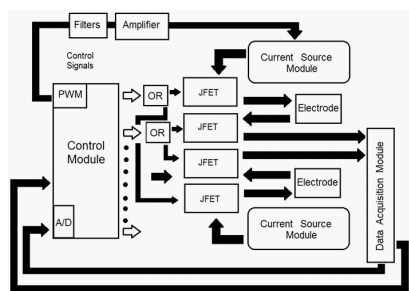 Filters
Amplifier
Control
Signals
Current Source
Module
PWM
OR
JFET
Electrode
OR
JFET
Control
Module
JFET
Data Acquisition Module
Electrode
JFET
A/D
Current Source
Module